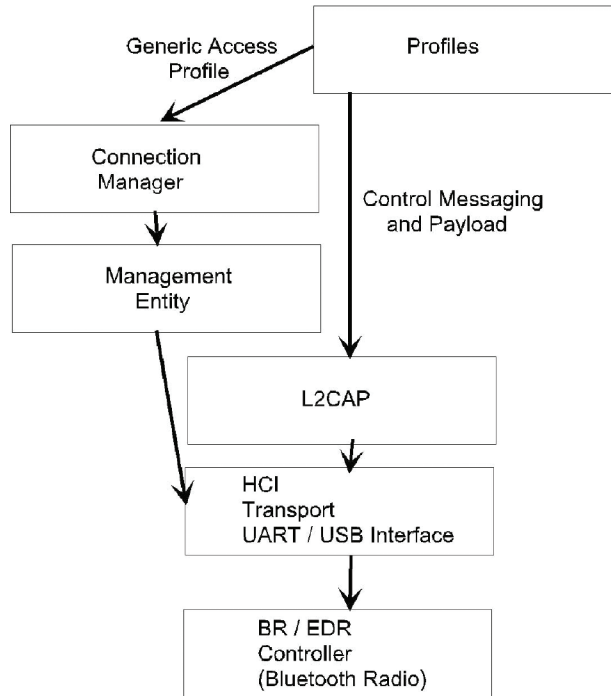 Generic Access
Profile
Profiles
Connection
Manager
Control Messaging
and Payload
Management
Entity
L2CAP
HCI
Transport
UART / USB Interface
BR / EDR
Controller
(Bluetooth Radio)